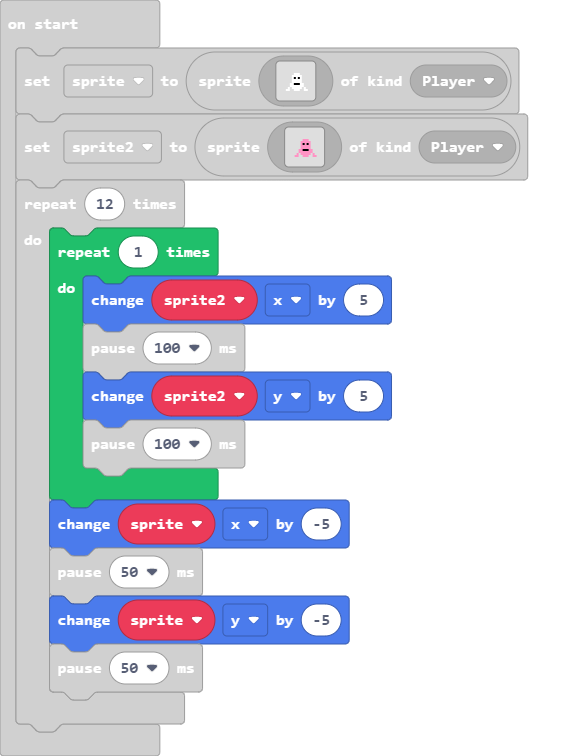 on start
set sprite to sprite of kind Player
set sprite2 to sprite of kind Player
repeat 12 times
do
repeat 1 times
do
change sprite2 x by 5
pause 100 ms
change sprite2 y by 5
pause 100 ms
change sprite x by -5
pause 50 ms
change sprite y by -5
pause 50 ms